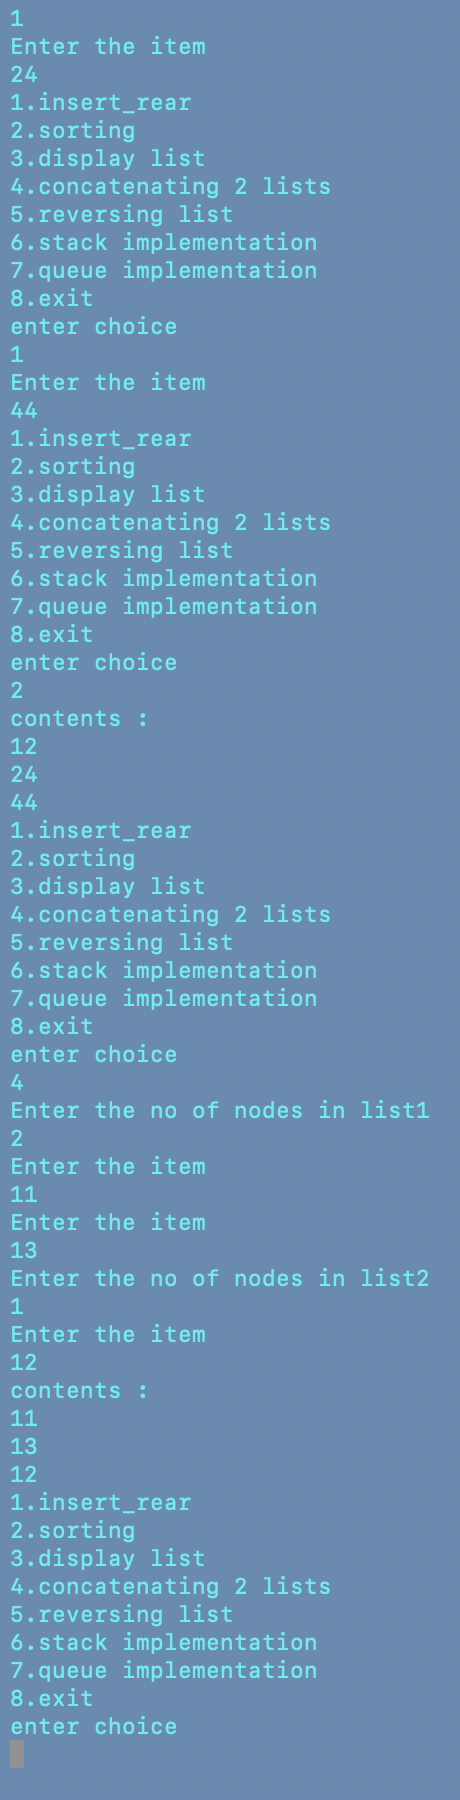 1
Enter the item
24
1.insert_rear
2.sorting
3.display list
4.concatenating 2 lists
5.reversing list
6.stack implementation
7.queue implementation
8.exit
enter choice
1
Enter the item
44
1.insert_rear
2.sorting
3.display list
4.concatenating 2 lists
5.reversing list
6.stack implementation
7.queue implementation
8.exit
enter choice
2
contents :
12
24
44
1.insert_rear
2.sorting
3.display list
4.concatenating 2 lists
5.reversing list
6.stack implementation
7.queue implementation
8.exit
enter choice
4
Enter the no of nodes in list1
2
Enter the item
11
Enter the item
13
Enter the no of nodes in list2
1
Enter the item
12
contents :
11
13
12
1.insert_rear
2.sorting
3.display list
4.concatenating 2 lists
5.reversing list
6.stack implementation
7.queue implementation
8.exit
enter choice